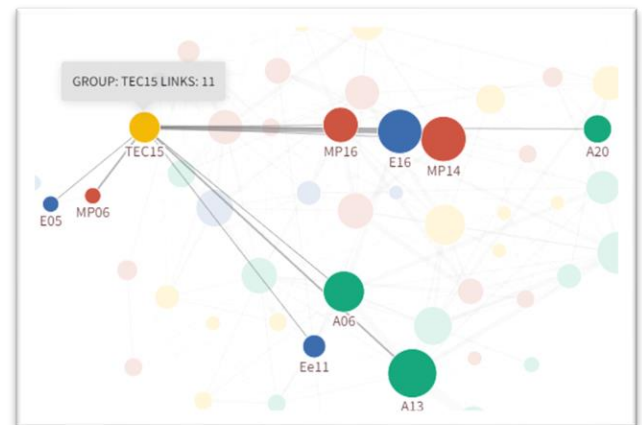 GROUP: TEC15 LINKS: 11
TEC15
MP16
E16
MP14
A20
E05
MP06
A06
Ee11
A13